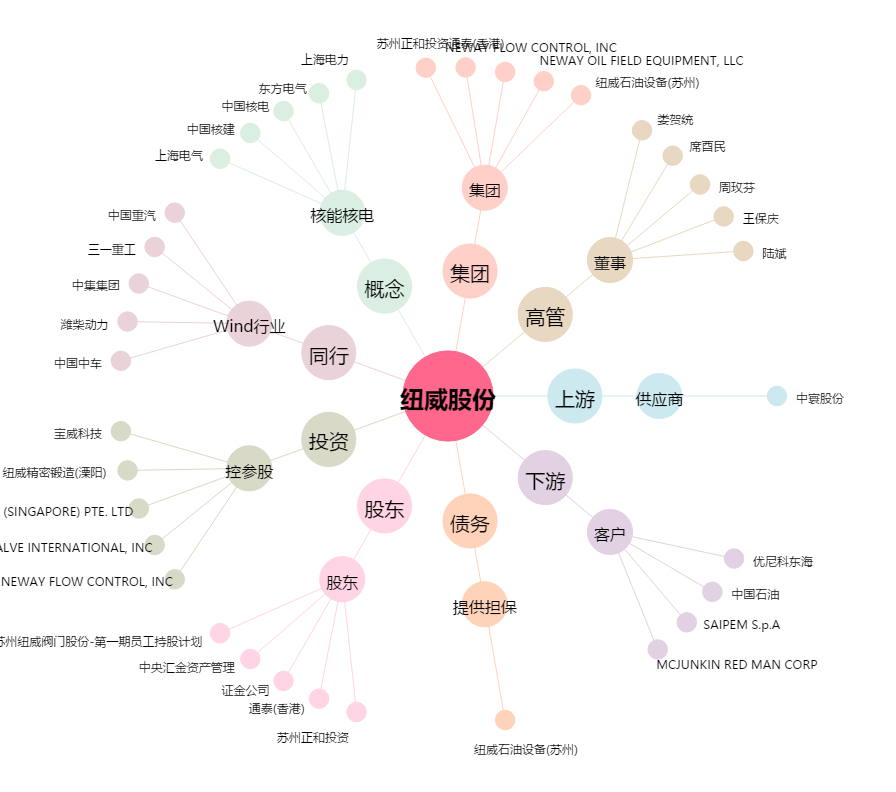 苏州正和投资
通泰(香港)
NEWAY FLOW CONTROL, INC
NEWAY OIL FIELD EQUIPMENT, LLC
纽威石油设备(苏州)
集团
集团
娄贺统
席酉民
周玫芬
王保庆
陆斌
董事
高管
上海电力
东方电气
中国核电
中国核建
上海电气
核能核电
概念
中国重汽
三一重工
中集集团
潍柴动力
中国中车
Wind行业
同行
纽威股份
上游
供应商
中寰股份
投资
控参股
宝威科技
纽威精密锻造(溧阳)
(SINGAPORE) PTE. LTD
ALVE INTERNATIONAL, INC
NEWAY FLOW CONTROL, INC
下游
客户
优尼科东海
中国石油
SAIPEM S.p.A
MCJUNKIN RED MAN CORP
股东
股东
苏州纽威阀门股份-第一期员工持股计划
中央汇金资产管理
证金公司
通泰(香港)
苏州正和投资
债务
提供担保
纽威石油设备(苏州)